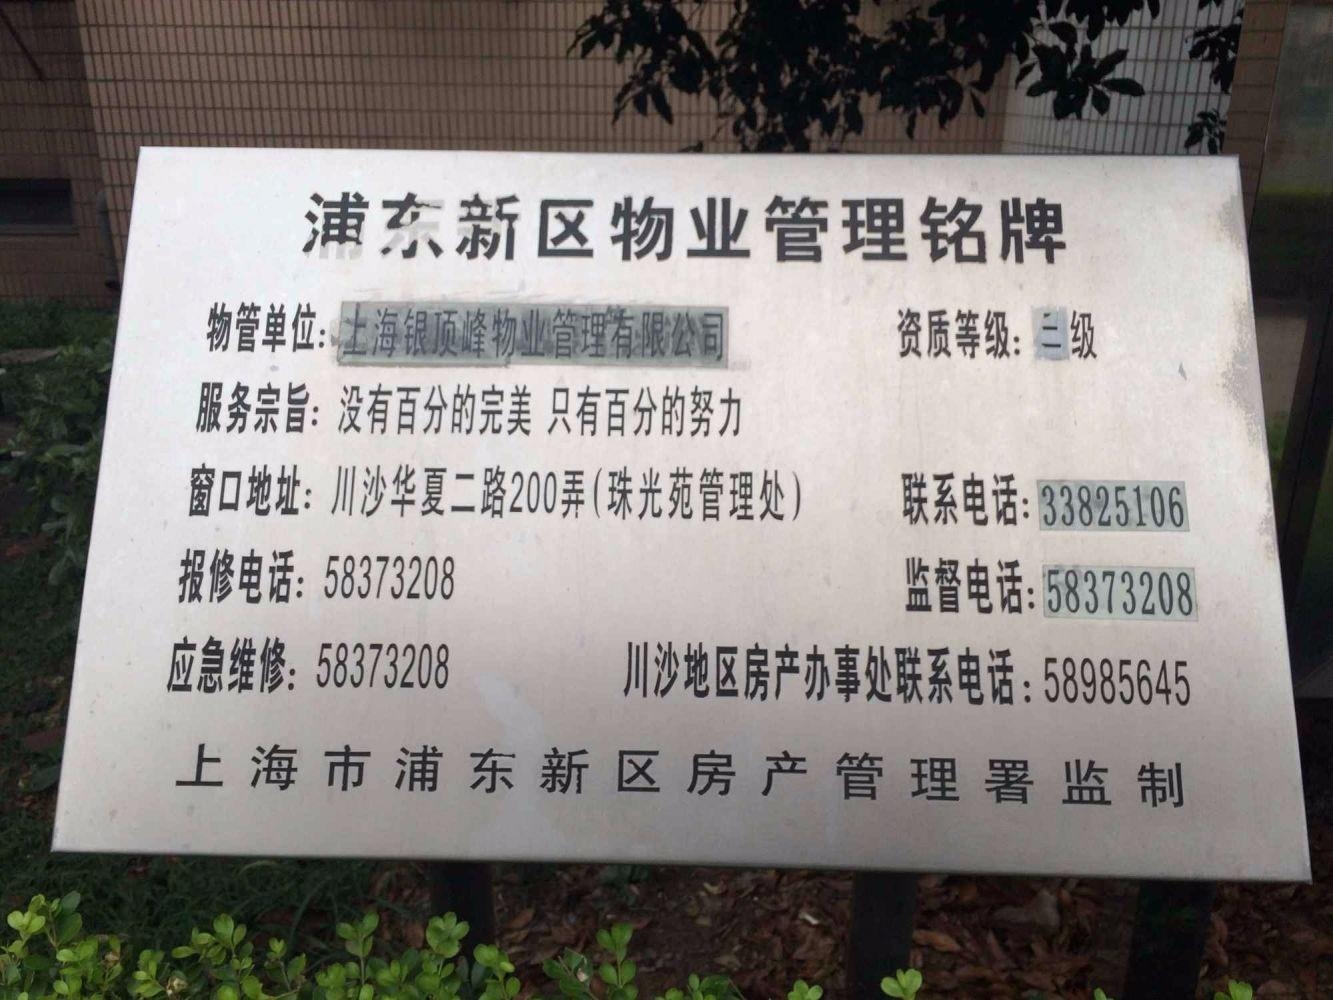 浦东新区物业管理铭牌
物管单位: 上海银顶峰物业管理有限公司 资质等级: 三级
服务宗旨: 没有百分的完美 只有百分的努力
窗口地址: 川沙华夏二路200弄(珠光苑管理处) 联系电话: 33825106
报修电话: 58373208 监督电话: 58373208
应急维修: 58373208 川沙地区房产办事处联系电话: 58985645
上海市浦东新区房产管理署监制